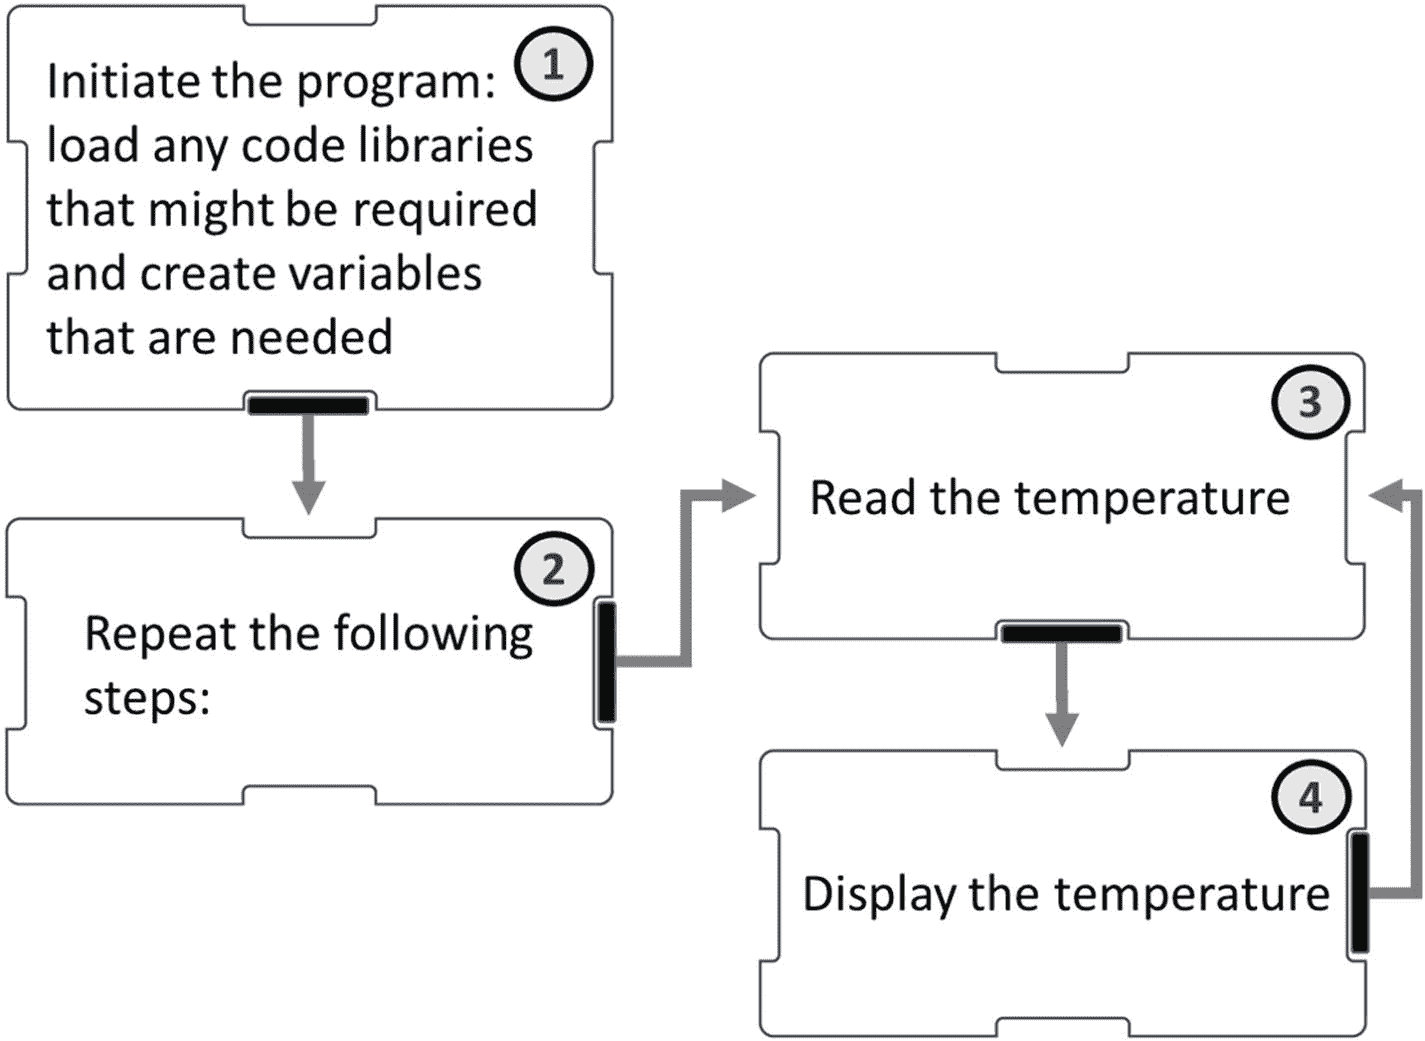 1
Initiate the program:
load any code libraries
that might be required
and create variables
that are needed
2
Repeat the following
steps:
3
Read the temperature
4
Display the temperature